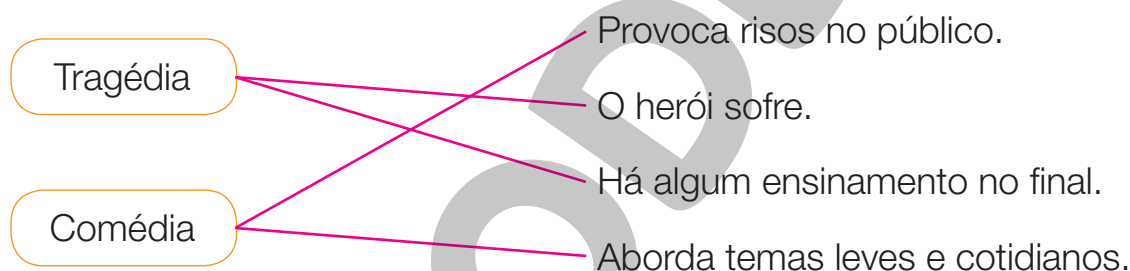 Tragédia
Comédia
Provoca risos no público.
O herói sofre.
Há algum ensinamento no final.
Aborda temas leves e cotidianos.